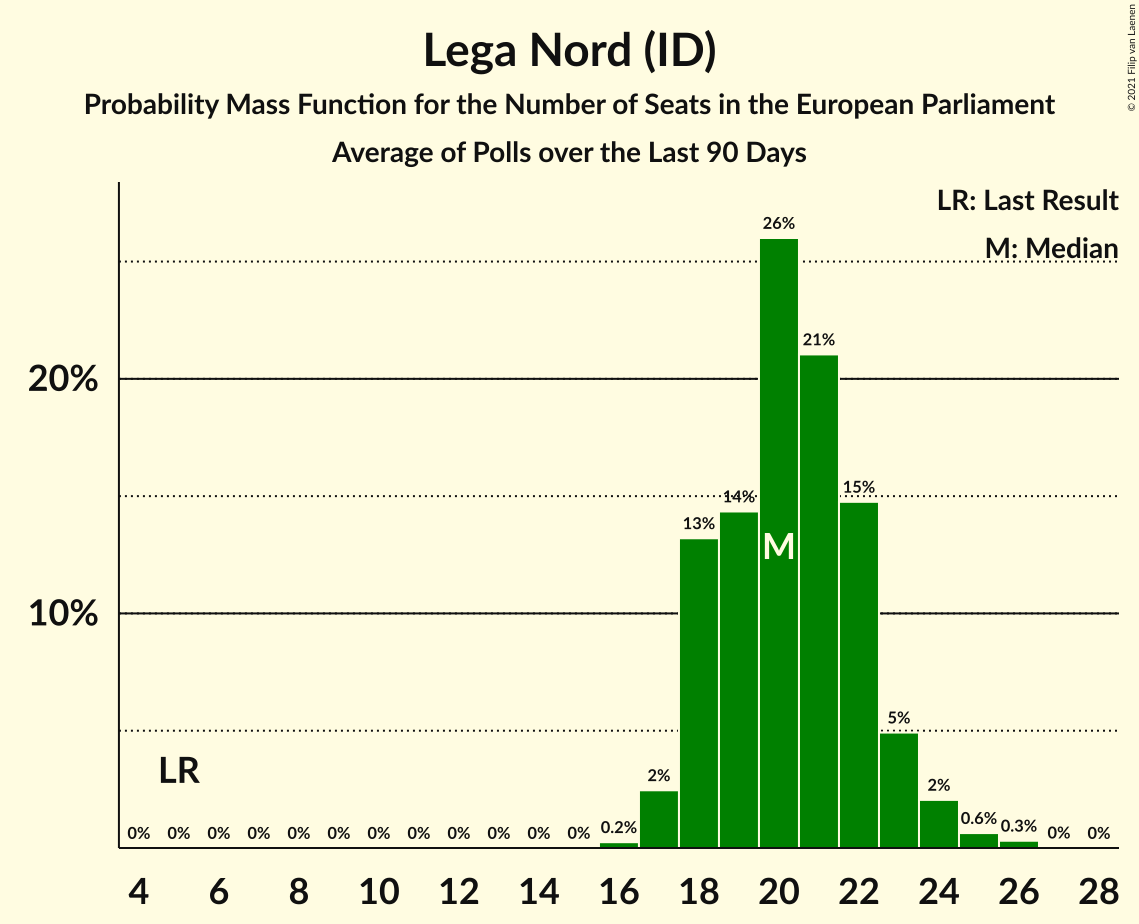 Lega Nord (ID)
Probability Mass Function for the Number of Seats in the European Parliament
Average of Polls over the Last 90 Days
© 2021 Filip van Laenen
LR: Last Result
M: Median
26%
21%
20%
14%
15%
13%
M
10%
5%
LR
2%
2%
0% 0% 0% 0% 0% 0% 0% 0% 0% 0% 0% 0% 0.2% 0.6% 0.3% 0% 0%
4 6 8 10 12 14 16 18 20 22 24 26 28